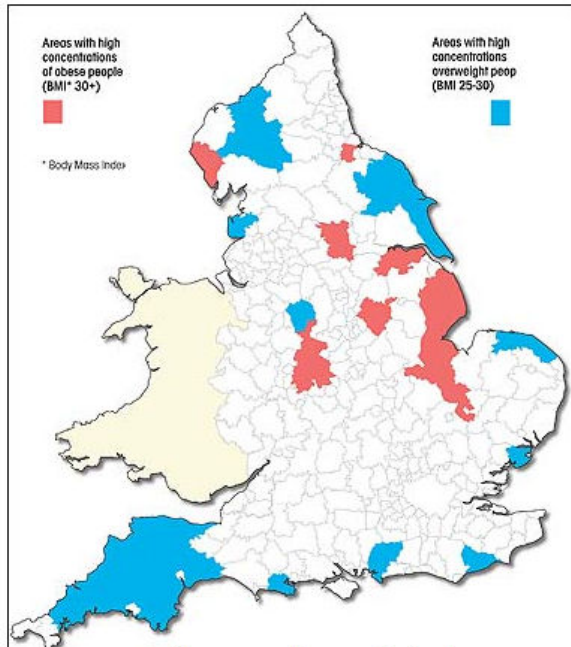 Areas with high
concentrations
of obese people
(BMI* 30+)
* Body Mass Index
Areas with high
concentrations
overweight peop
(BMI 25-30)